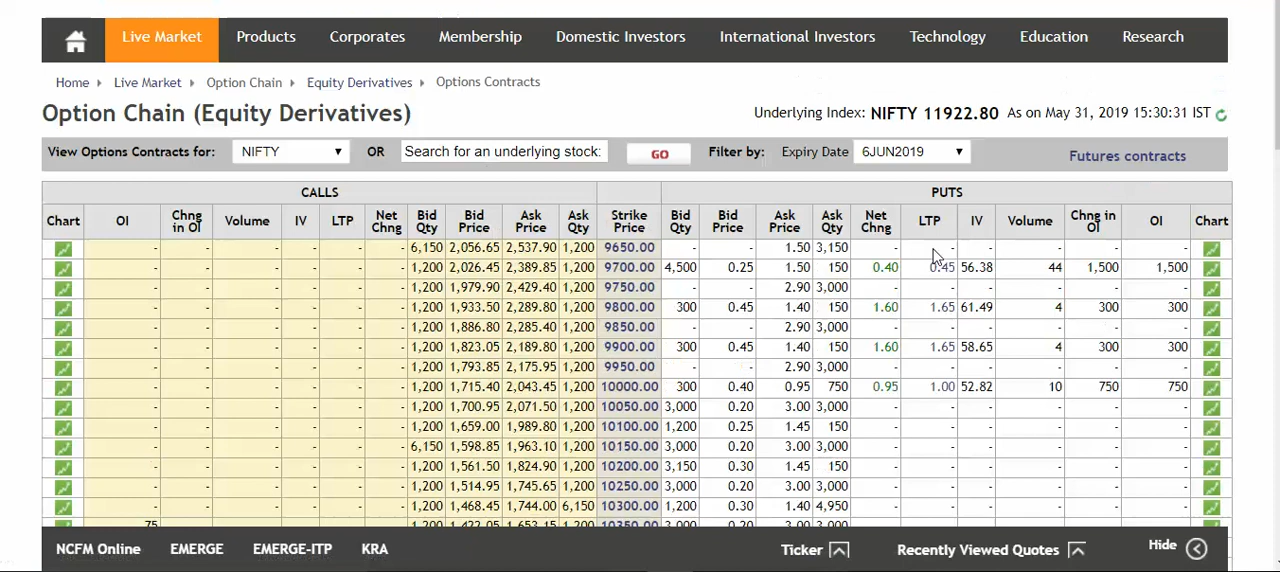 Live Market Products Corporates Membership Domestic Investors International Investors Technology Education Research
Home Live Market Option Chain Equity Derivatives Options Contracts
Option Chain (Equity Derivatives) Underlying Index: NIFTY 11922.80 As on May 31, 2019 15:30:31 IST
View Options Contracts for: NIFTY OR Search for an underlying stock: GO Filter by: Expiry Date 6JUN2019 Futures contracts
CALLS PUTS
Chart OI Chng in OI Volume IV LTP Net Chng Bid Qty Bid Price Ask Price Ask Qty Strike Price Bid Qty Bid Price Ask Price Ask Qty Net Chng LTP IV Volume Chng in OI OI Chart
- - - - - - 6,150 2,056.65 2,537.90 1,200 9650.00 - - 1.50 3,150 - - - - - -
- - - - - - 1,200 2,026.45 2,389.85 1,200 9700.00 4,500 0.25 1.50 150 0.40 0.45 56.38 44 1,500 1,500
- - - - - - 1,200 1,979.90 2,429.40 1,200 9750.00 - - 2.90 3,000 - - - - - -
- - - - - - 1,200 1,933.50 2,289.80 1,200 9800.00 300 0.45 1.40 150 1.60 1.65 61.49 4 300 300
- - - - - - 1,200 1,886.80 2,285.40 1,200 9850.00 - - 2.90 3,000 - - - - - -
- - - - - - 1,200 1,823.05 2,189.80 1,200 9900.00 300 0.45 1.40 150 1.60 1.65 58.65 4 300 300
- - - - - - 1,200 1,793.85 2,175.95 1,200 9950.00 - - 2.90 3,000 - - - - - -
- - - - - - 1,200 1,715.40 2,043.45 1,200 10000.00 300 0.40 0.95 750 0.95 1.00 52.82 10 750 750
- - - - - - 1,200 1,700.95 2,071.50 1,200 10050.00 3,000 0.20 3.00 3,000 - - - - - -
- - - - - - 1,200 1,659.00 1,989.80 1,200 10100.00 1,200 0.25 1.45 150 - - - - - -
- - - - - - 6,150 1,598.85 1,963.10 1,200 10150.00 3,000 0.20 3.00 3,000 - - - - - -
- - - - - - 1,200 1,561.50 1,824.90 1,200 10200.00 3,150 0.30 1.45 150 - - - - - -
- - - - - - 1,200 1,514.95 1,745.65 1,200 10250.00 3,000 0.30 3.00 3,000 - - - - - -
- - - - - - 1,200 1,468.45 1,744.00 6,150 10300.00 1,200 0.30 1.40 4,950 - - - - - -
75 - - - - - 1,200 1,422.05 1,653.15 1,200 10350.00 3,000 0.20 3.00 3,000 - - - - - -
NCFM Online EMERGE EMERGE-ITP KRA Ticker Recently Viewed Quotes Hide